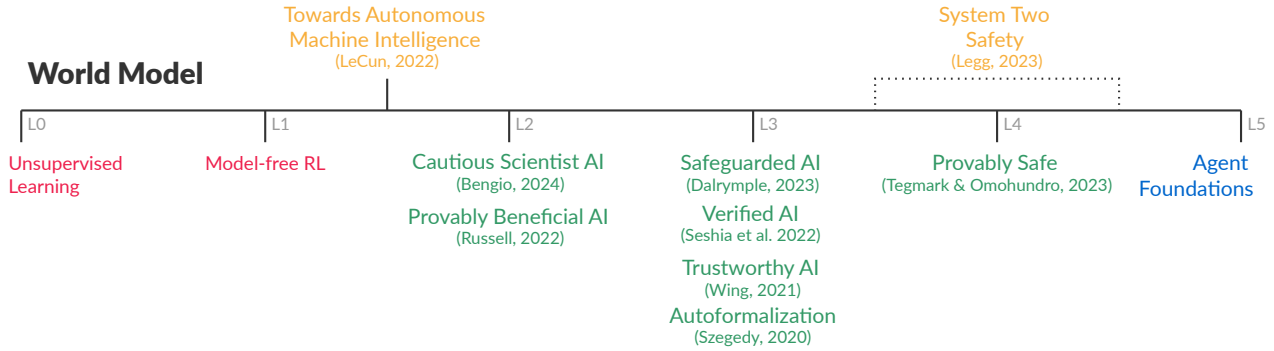 Towards Autonomous
Machine Intelligence
(LeCun, 2022)
System Two
Safety
(Legg, 2023)
World Model
L0
L1
L2
L3
L4
L5
Unsupervised
Learning
Model-free RL
Cautious Scientist AI
(Bengio, 2024)
Provably Beneficial AI
(Russell, 2022)
Safeguarded AI
(Dalrymple, 2023)
Verified AI
(Seshia et al. 2022)
Trustworthy AI
(Wing, 2021)
Autoformalization
(Szegedy, 2020)
Provably Safe
(Tegmark & Omohundro, 2023)
Agent
Foundations